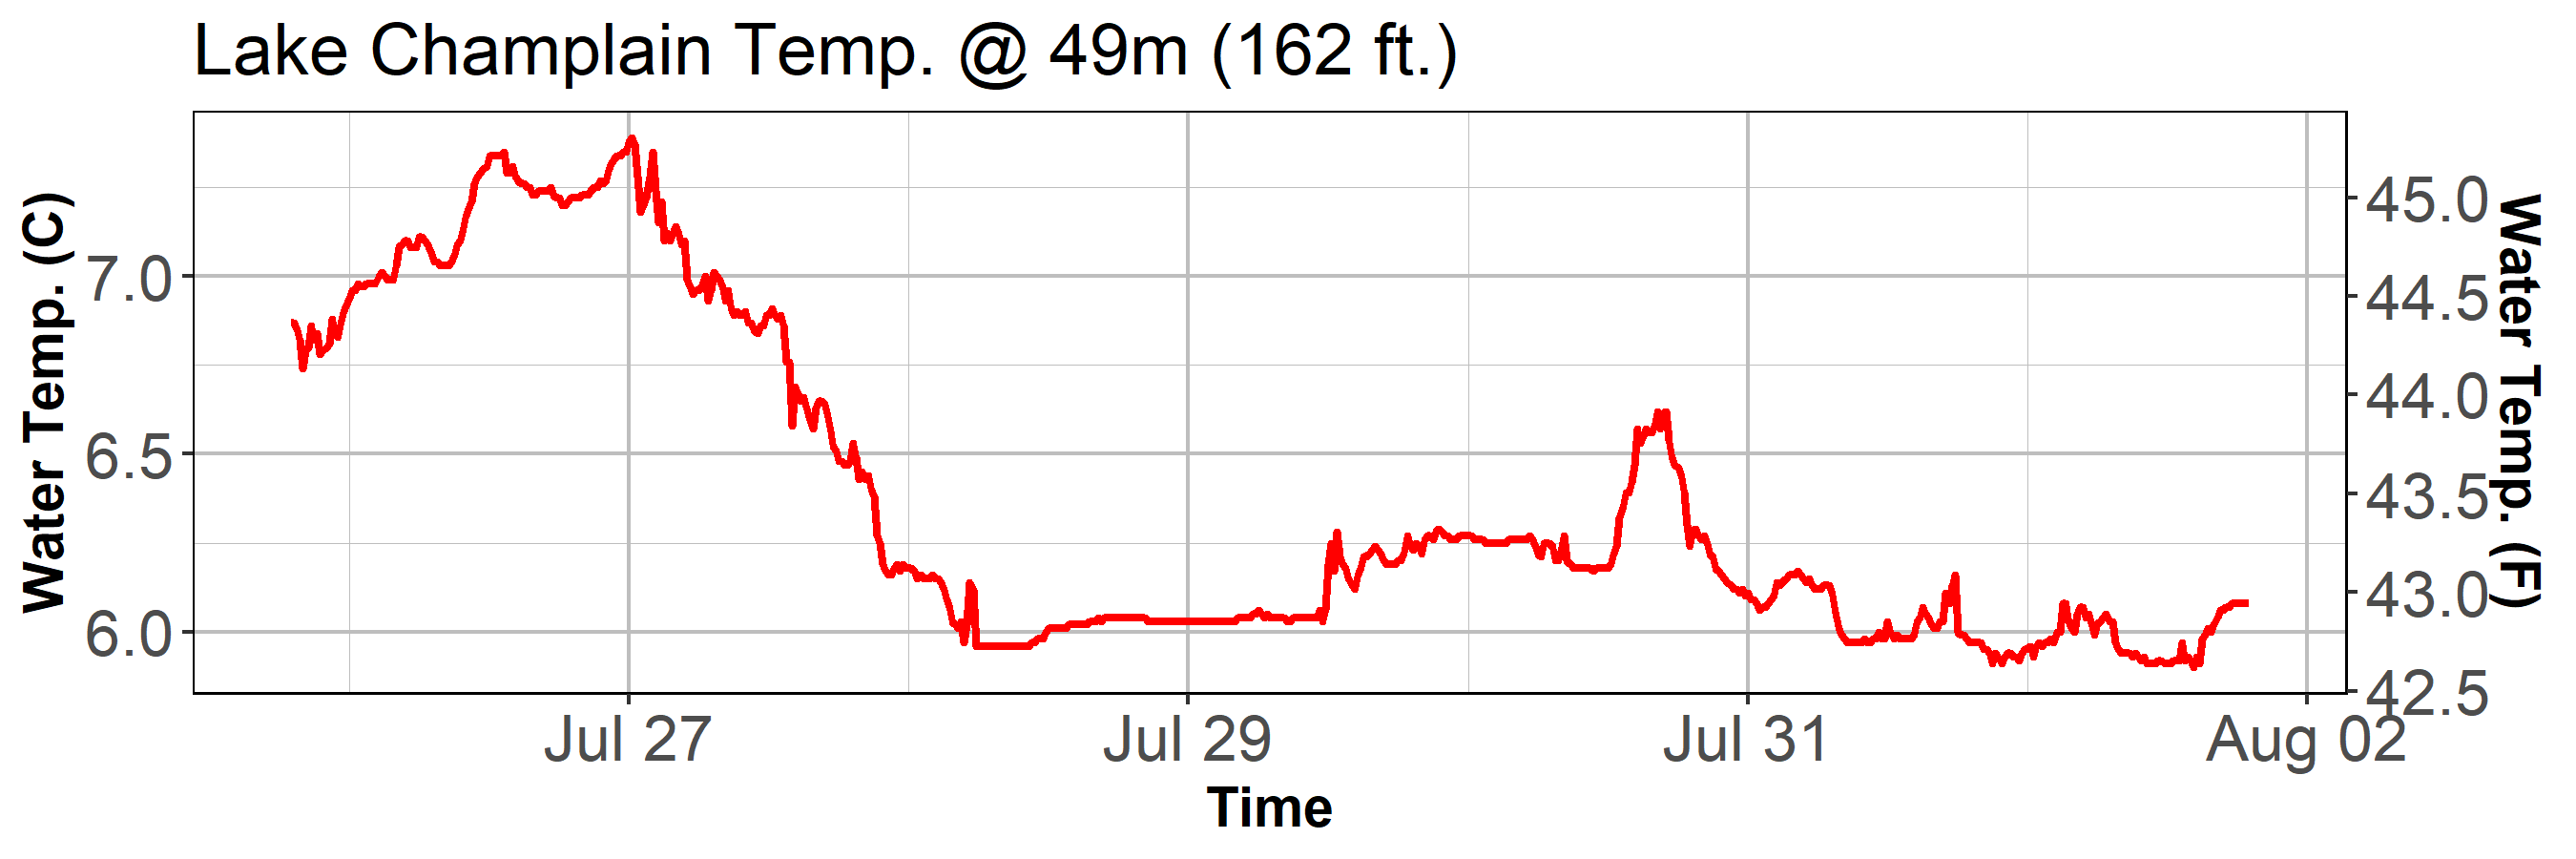 Lake Champlain Temp. @ 49m (162 ft.)
Water Temp. (C)
7.0
6.5
6.0
45.0
44.5
44.0
43.5
43.0
42.5
Water Temp. (F)
Jul 27
Jul 29
Jul 31
Aug 02
Time